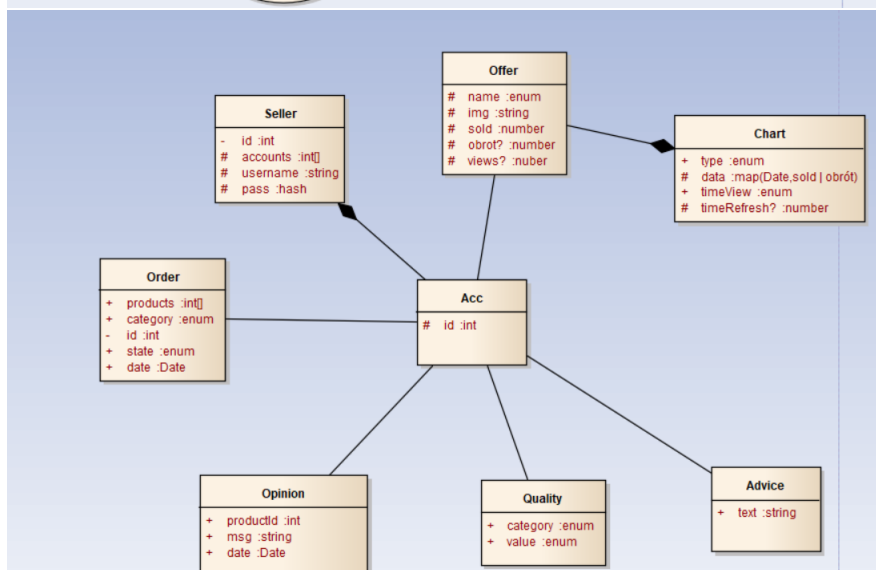 Offer
# name :enum
# img :string
# sold :number
# obrot? :number
# views? :nuber
Seller
- id :int
# accounts :int[]
# username :string
# pass :hash
Chart
+ type :enum
# data :map(Date,sold | obrót)
+ timeView :enum
# timeRefresh? :number
Order
+ products :int[]
+ category :enum
- id :int
+ state :enum
+ date :Date
Acc
# id :int
Opinion
+ productId :int
+ msg :string
+ date :Date
Quality
+ category :enum
+ value :enum
Advice
+ text :string